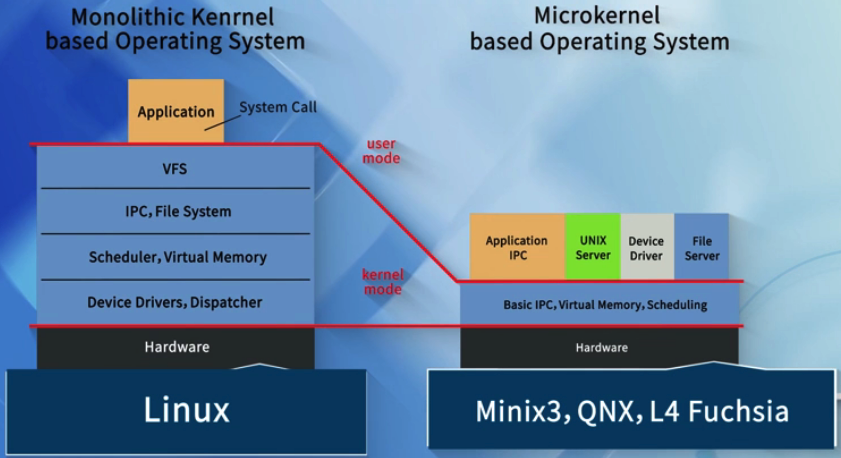 Monolithic Kenrnel
based Operating System
Application
System Call
VFS
IPC, File System
Scheduler, Virtual Memory
Device Drivers, Dispatcher
Hardware
Linux
user
mode
kernel
mode
Microkernel
based Operating System
Application
IPC
UNIX
Server
Device
Driver
File
Server
Basic IPC, Virtual Memory, Scheduling
Hardware
Minix3, QNX, L4 Fuchsia